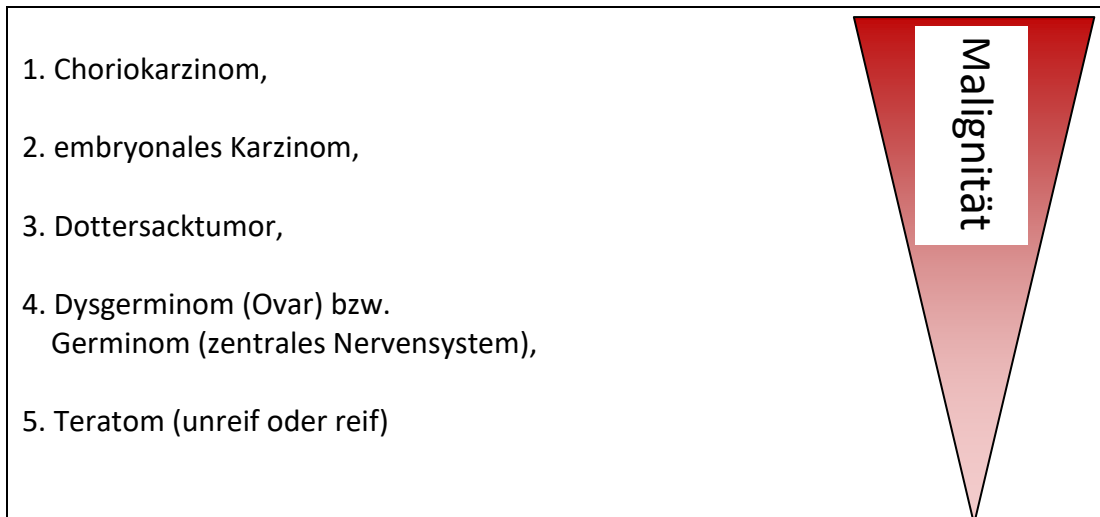 1. Choriokarzinom,
2. embryonales Karzinom,
3. Dottersacktumor,
4. Dysgerminom (Ovar) bzw.
Germinom (zentrales Nervensystem),
5. Teratom (unreif oder reif)
Malignität